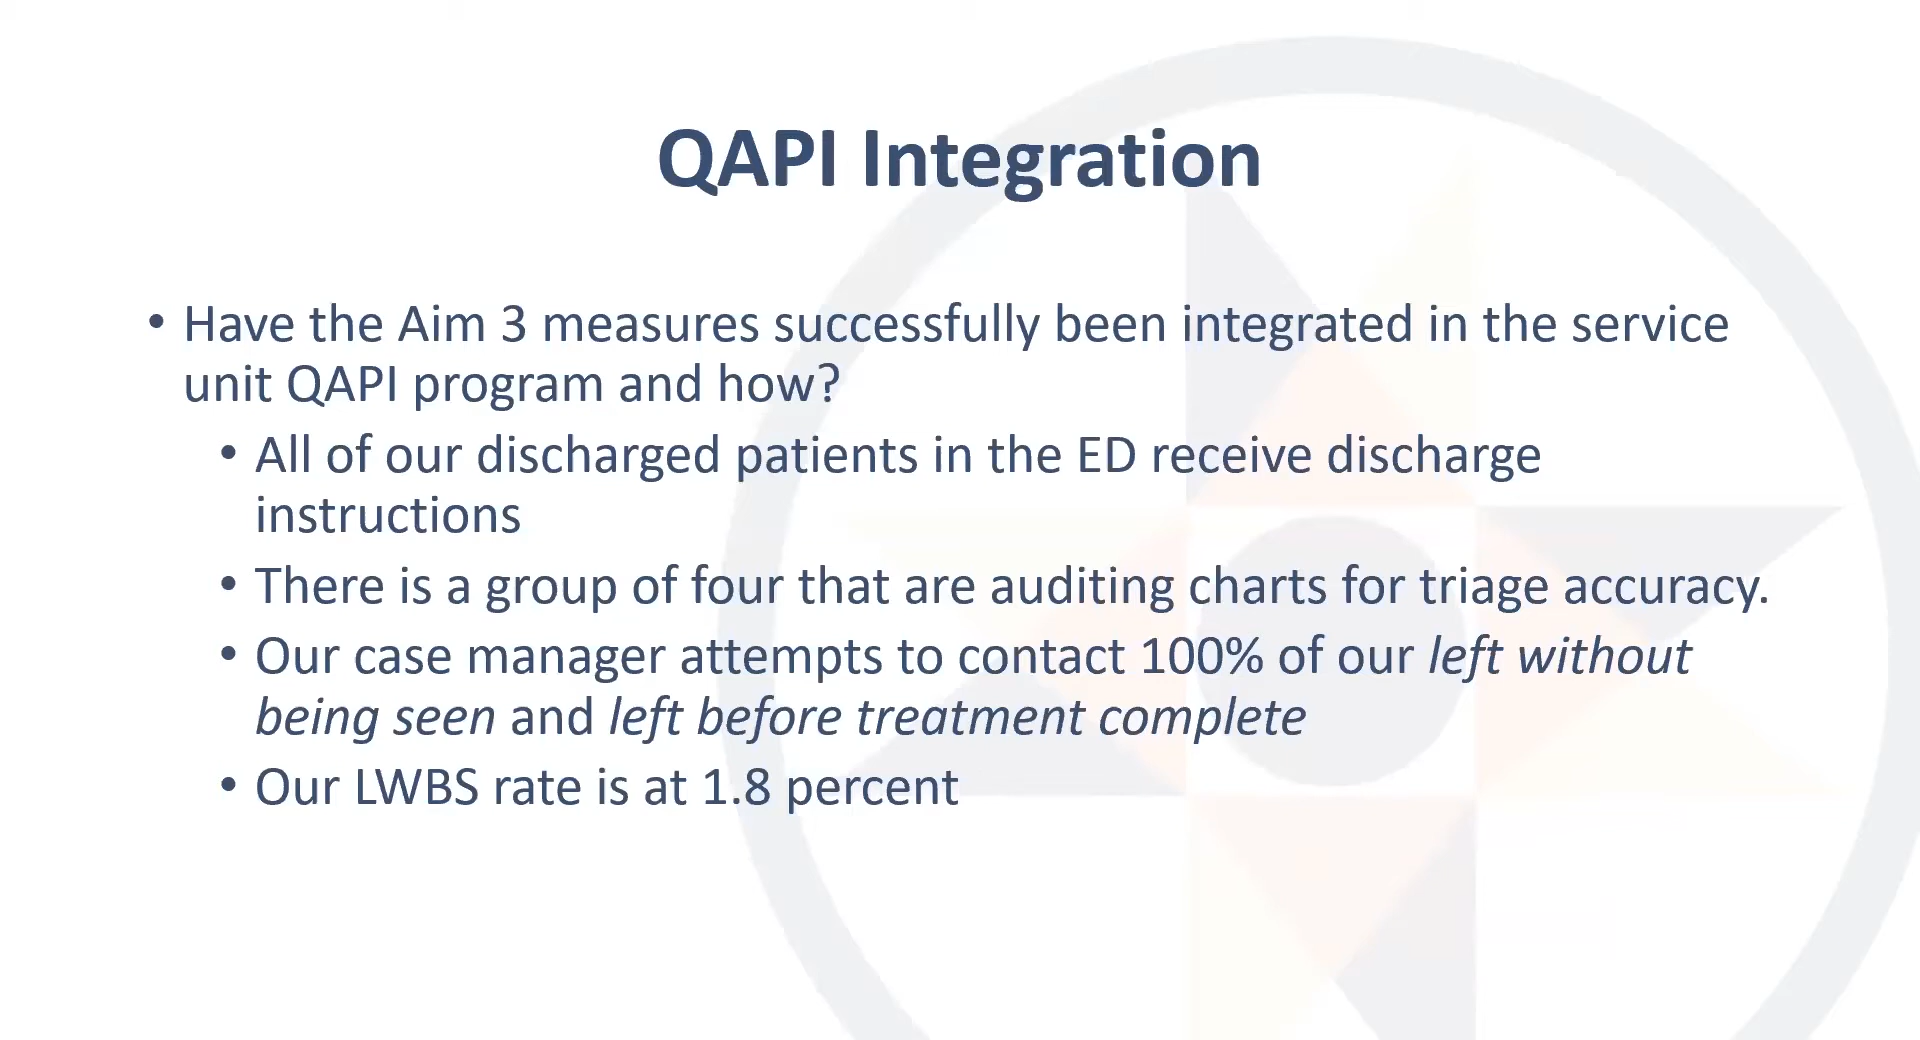 QAPI Integration
• Have the Aim 3 measures successfully been integrated in the service
unit QAPI program and how?
• All of our discharged patients in the ED receive discharge
instructions
• There is a group of four that are auditing charts for triage accuracy.
• Our case manager attempts to contact 100% of our left without
being seen and left before treatment complete
• Our LWBS rate is at 1.8 percent